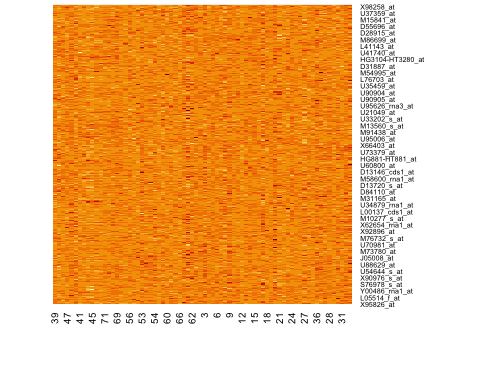 X98258_at
U37359_at
M15841_at
D55696_at
D28915_at
M86699_at
L41143_at
U41740_at
HG3104-HT3280_at
D31887_at
M54995_at
L76703_at
U35459_at
U90904_at
U90905_at
U95626_rna3_at
U21049_at
U33202_s_at
M13560_s_at
M91438_at
U95006_at
X66403_at
U73379_at
HG881-HT881_at
U60800_at
D13146_cds1_at
M58600_rna1_at
D13720_s_at
D84110_at
M31165_at
U34879_rna1_at
L00137_cds1_at
M10277_s_at
X62654_rna1_at
X92896_at
M76732_s_at
U70981_at
M73780_at
J05008_at
U88629_at
U54644_s_at
X90976_s_at
S76978_s_at
Y00486_rna1_at
L05514_f_at
X95826_at
39 47 41 45 71 69 56 53 54 60 66 62 3 6 9 12 15 18 21 24 27 36 28 31